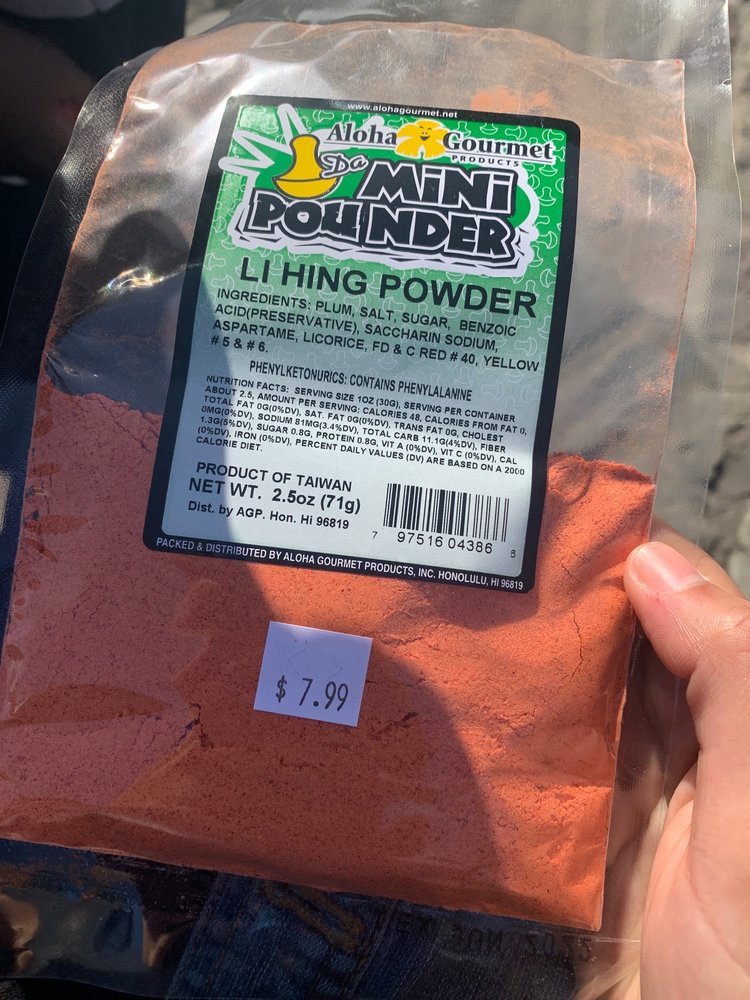 www.alohagourmet.net
Aloha Gourmet
PRODUCTS
Da MiNi
POUNDER
LI HING POWDER
INGREDIENTS: PLUM, SALT, SUGAR, BENZOIC
ACID(PRESERVATIVE), SACCHARIN SODIUM,
ASPARTAME, LICORICE, FD & C RED # 40, YELLOW
# 5 & # 6.
PHENYLKETONURICS: CONTAINS PHENYLALANINE
NUTRITION FACTS: SERVING SIZE 1OZ (30G), SERVING PER CONTAINER
ABOUT 2.5, AMOUNT PER SERVING: CALORIES 48, CALORIES FROM FAT 0,
TOTAL FAT 0G(0%DV), SAT. FAT 0G(0%DV), TRANS FAT 0G, CHOLEST
0MG(0%DV), SODIUM 81MG(3.4%DV), TOTAL CARB 11.1G(4%DV), FIBER
1.3G(5%DV), SUGAR 0.8G, PROTEIN 0.8G, VIT A (0%DV), VIT C (0%DV), CAL
(0%DV), IRON (0%DV), PERCENT DAILY VALUES (DV) ARE BASED ON A 2000
CALORIE DIET.
PRODUCT OF TAIWAN
NET WT. 2.5oz (71g)
Dist. by AGP. Hon. Hi 96819
7 97516 04386 8
PACKED & DISTRIBUTED BY ALOHA GOURMET PRODUCTS, INC. HONOLULU, HI 96819
$ 7.99
JUN 2022